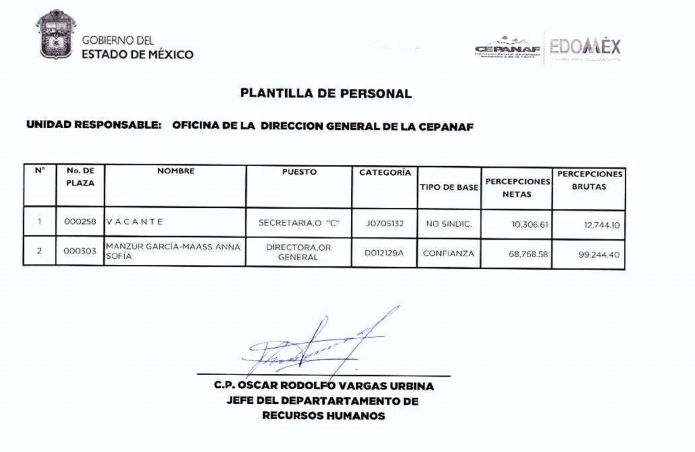 GOBIERNO DEL
ESTADO DE MÉXICO
CEPANAF EDOMÉX
PLANTILLA DE PERSONAL
UNIDAD RESPONSABLE: OFICINA DE LA DIRECCION GENERAL DE LA CEPANAF
N° No. DE PLAZA NOMBRE PUESTO CATEGORÍA TIPO DE BASE PERCEPCIONES NETAS PERCEPCIONES BRUTAS
1 000258 V A C A N T E SECRETARIA,O "C" J0705132 NO SINDIC. 10,306.61 12,744.10
2 000303 MANZUR GARCÍA-MAASS ANNA SOFÍA DIRECTORA,OR GENERAL D012129A CONFIANZA 68,768.58 99,244.40
C.P. OSCAR RODOLFO VARGAS URBINA
JEFE DEL DEPARTARTAMENTO DE
RECURSOS HUMANOS